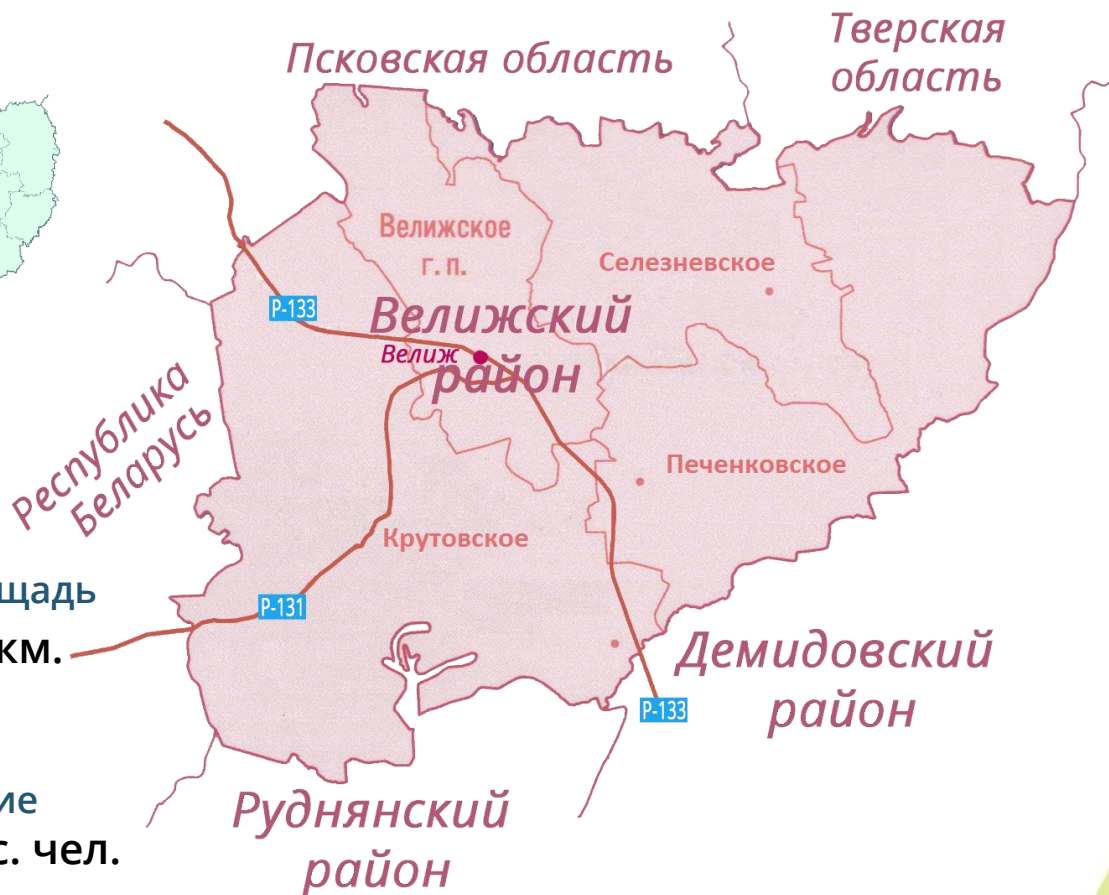 Псковская область
Тверская
область
Велижское
г. п.
Селезневское
Р-133
Велижский
район
Велиж
Республика
Беларусь
Печенковское
Крутовское
щадь
Р-131
км.
Демидовский
район
Р-133
ие
с. чел.
Руднянский
район